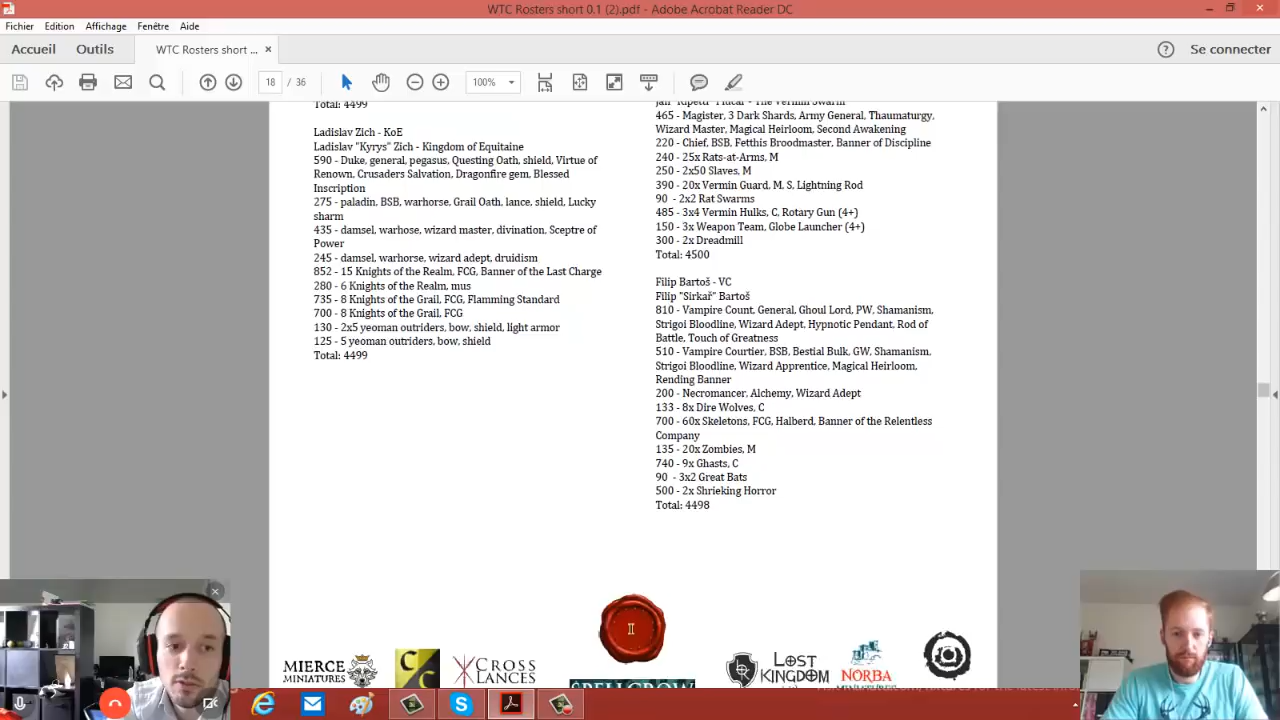 WTC Rosters short 0.1 (2).pdf - Adobe Acrobat Reader DC
Fichier Edition Affichage Fenêtre Aide
Accueil Outils WTC Rosters short ... × Se connecter
18 / 36 100%
Total: 4499
Ladislav Zich - KoE
Ladislav "Kyrys" Zich - Kingdom of Equitaine
590 - Duke, general, pegasus, Questing Oath, shield, Virtue of
Renown, Crusaders Salvation, Dragonfire gem, Blessed
Inscription
275 - paladin, BSB, warhorse, Grail Oath, lance, shield, Lucky
sharm
435 - damsel, warhose, wizard master, divination, Sceptre of
Power
245 - damsel, warhorse, wizard adept, druidism
852 - 15 Knights of the Realm, FCG, Banner of the Last Charge
280 - 6 Knights of the Realm, mus
735 - 8 Knights of the Grail, FCG, Flamming Standard
700 - 8 Knights of the Grail, FCG
130 - 2x5 yeoman outriders, bow, shield, light armor
125 - 5 yeoman outriders, bow, shield
Total: 4499
- The Vermin Swarm
465 - Magister, 3 Dark Shards, Army General, Thaumaturgy,
Wizard Master, Magical Heirloom, Second Awakening
220 - Chief, BSB, Fetthis Broodmaster, Banner of Discipline
240 - 25x Rats-at-Arms, M
250 - 2x50 Slaves, M
390 - 20x Vermin Guard, M. S, Lightning Rod
90 - 2x2 Rat Swarms
485 - 3x4 Vermin Hulks, C, Rotary Gun (4+)
150 - 3x Weapon Team, Globe Launcher (4+)
300 - 2x Dreadmill
Total: 4500
Filip Bartoš - VC
Filip "Sirkař" Bartoš
810 - Vampire Count, General, Ghoul Lord, PW, Shamanism,
Strigoi Bloodline, Wizard Adept, Hypnotic Pendant, Rod of
Battle, Touch of Greatness
510 - Vampire Courtier, BSB, Bestial Bulk, GW, Shamanism,
Strigoi Bloodline, Wizard Apprentice, Magical Heirloom,
Rending Banner
200 - Necromancer, Alchemy, Wizard Adept
133 - 8x Dire Wolves, C
700 - 60x Skeletons, FCG, Halberd, Banner of the Relentless
Company
135 - 20x Zombies, M
740 - 9x Ghasts, C
90 - 3x2 Great Bats
500 - 2x Shrieking Horror
Total: 4498
MIERCE
MINIATURES
CROSS
LANCES
LOST
KINGDOM
NORBA